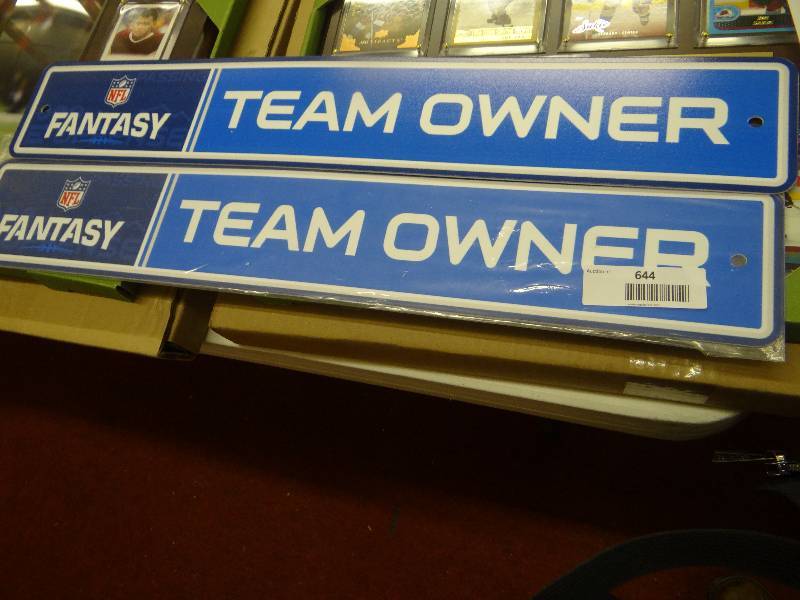 NFL
FANTASY
TEAM OWNER
NFL
FANTASY
TEAM OWNER
644